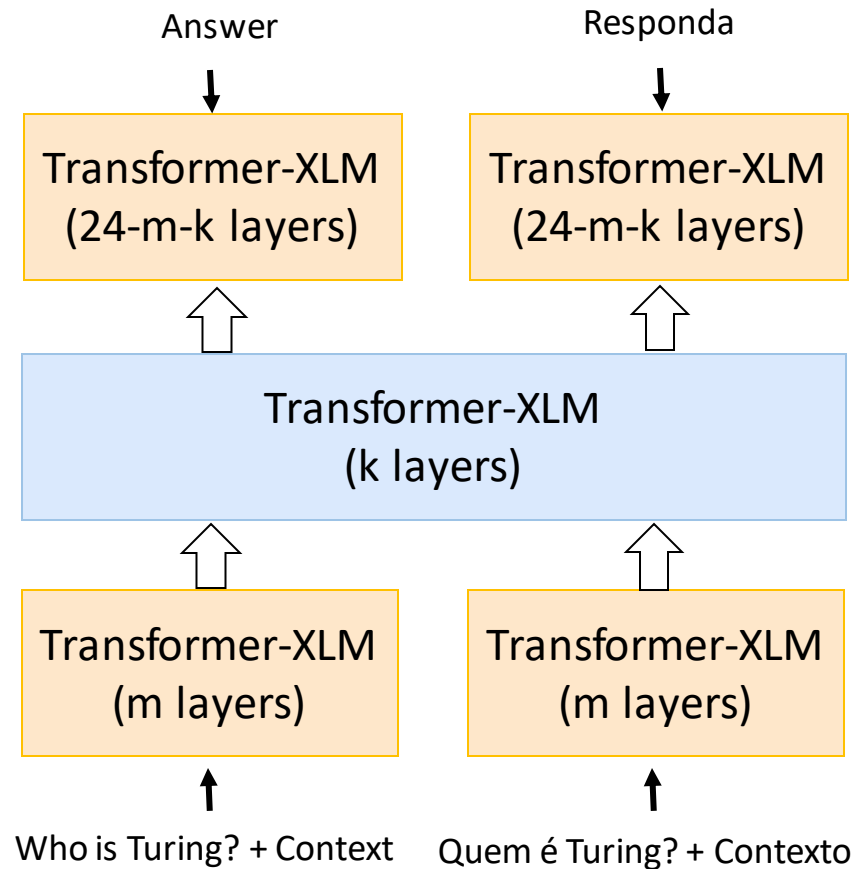 Answer
Responda
Transformer-XLM
(24-m-k layers)
Transformer-XLM
(24-m-k layers)
Transformer-XLM
(k layers)
Transformer-XLM
(m layers)
Transformer-XLM
(m layers)
Who is Turing? + Context
Quem é Turing? + Contexto